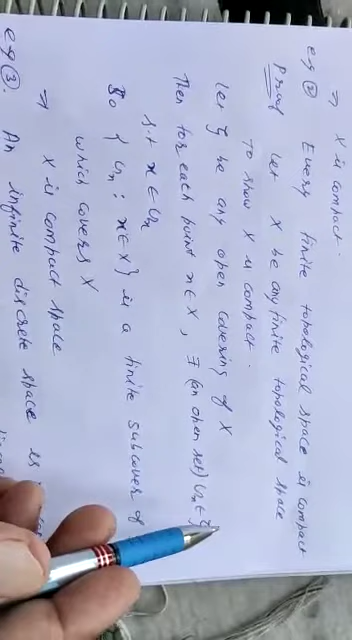 ⇒ X is compact.
eg ② Every finite topological space is compact
Proof Let X be any finite topological space
To show X is compact.
Let ζ be any open covering of X
Then for each point x ∈ X, ∃ (an open set) Ux ∈ ζ
s.t x ∈ Ux
So { Ux : x ∈ X } is a finite subcover of
which covers X
⇒ X is compact space
eg ③. An infinite discrete space is